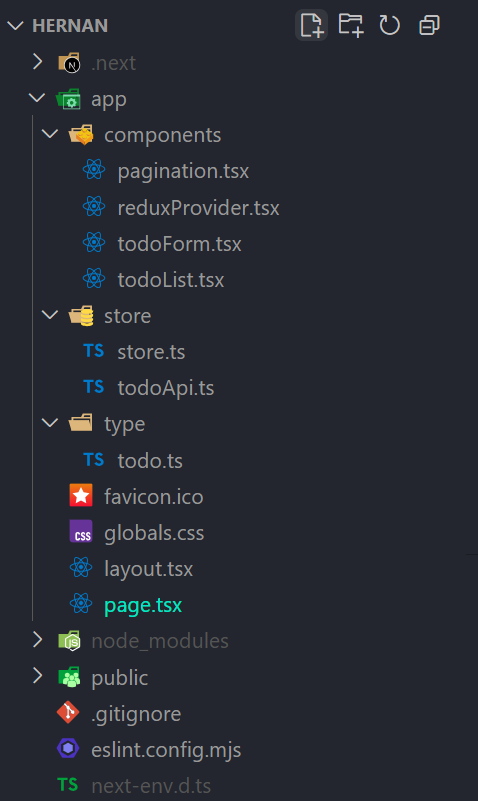 HERNAN
.next
app
components
pagination.tsx
reduxProvider.tsx
todoForm.tsx
todoList.tsx
store
TS store.ts
TS todoApi.ts
type
TS todo.ts
favicon.ico
CSS globals.css
layout.tsx
page.tsx
node_modules
public
.gitignore
eslint.config.mjs
TS next-env.d.ts